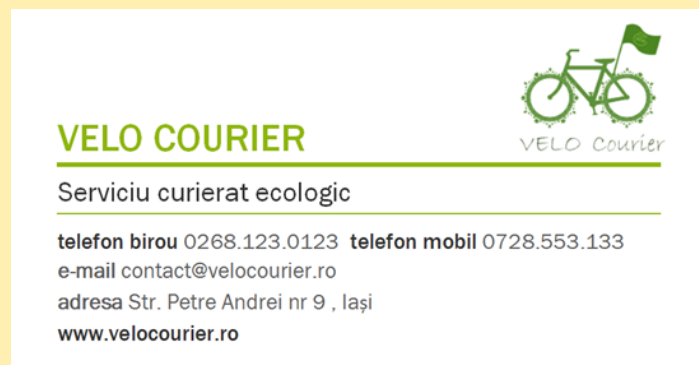 VELO Courier
VELO COURIER
Serviciu curierat ecologic
telefon birou 0268.123.0123 telefon mobil 0728.553.133
e-mail contact@velocourier.ro
adresa Str. Petre Andrei nr 9 , Iași
www.velocourier.ro